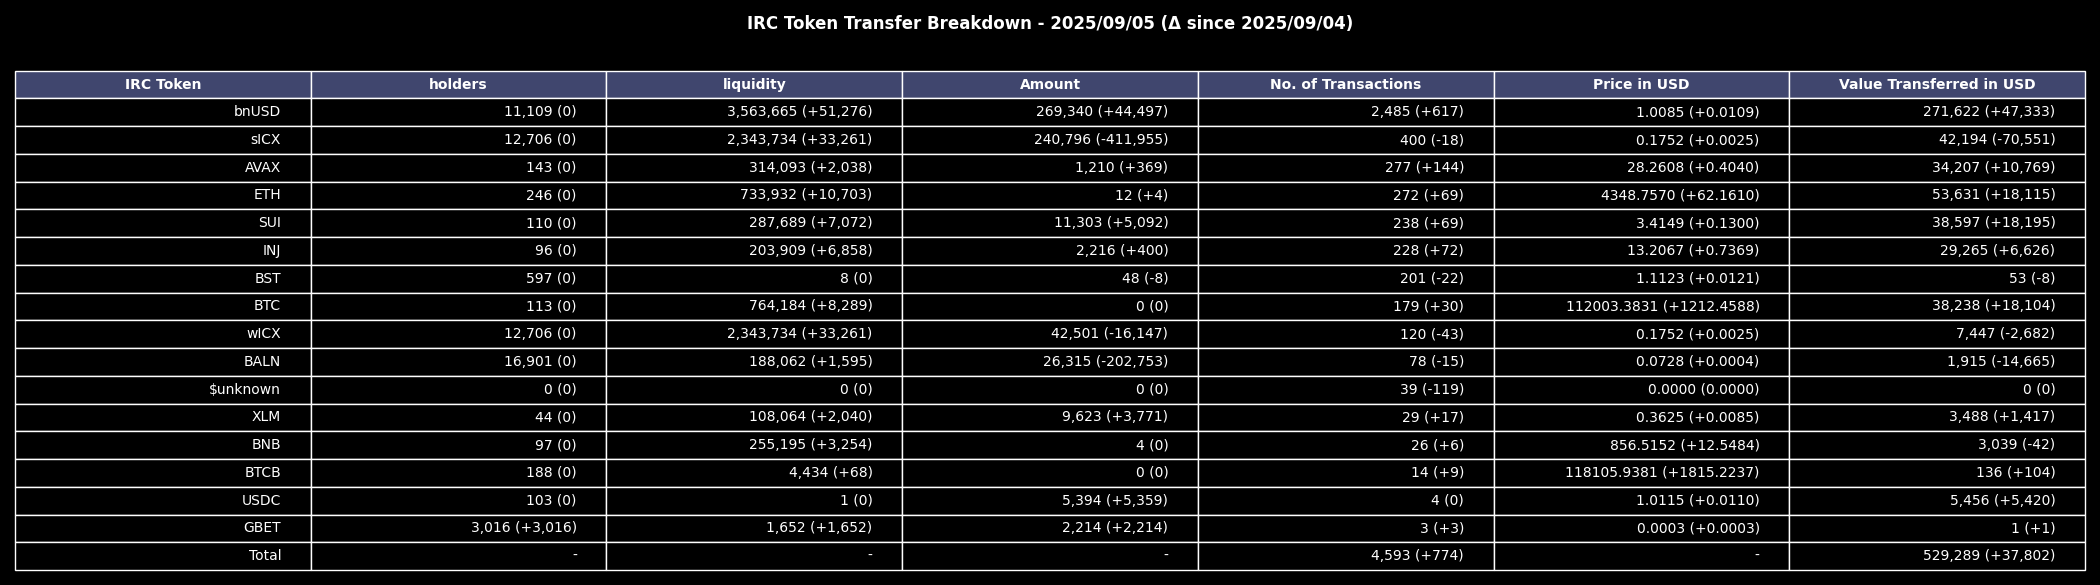 IRC Token Transfer Breakdown - 2025/09/05 (Δ since 2025/09/04)
IRC Token holders liquidity Amount No. of Transactions Price in USD Value Transferred in USD
bnUSD 11,109 (0) 3,563,665 (+51,276) 269,340 (+44,497) 2,485 (+617) 1.0085 (+0.0109) 271,622 (+47,333)
sICX 12,706 (0) 2,343,734 (+33,261) 240,796 (-411,955) 400 (-18) 0.1752 (+0.0025) 42,194 (-70,551)
AVAX 143 (0) 314,093 (+2,038) 1,210 (+369) 277 (+144) 28.2608 (+0.4040) 34,207 (+10,769)
ETH 246 (0) 733,932 (+10,703) 12 (+4) 272 (+69) 4348.7570 (+62.1610) 53,631 (+18,115)
SUI 110 (0) 287,689 (+7,072) 11,303 (+5,092) 238 (+69) 3.4149 (+0.1300) 38,597 (+18,195)
INJ 96 (0) 203,909 (+6,858) 2,216 (+400) 228 (+72) 13.2067 (+0.7369) 29,265 (+6,626)
BST 597 (0) 8 (0) 48 (-8) 201 (-22) 1.1123 (+0.0121) 53 (-8)
BTC 113 (0) 764,184 (+8,289) 0 (0) 179 (+30) 112003.3831 (+1212.4588) 38,238 (+18,104)
wICX 12,706 (0) 2,343,734 (+33,261) 42,501 (-16,147) 120 (-43) 0.1752 (+0.0025) 7,447 (-2,682)
BALN 16,901 (0) 188,062 (+1,595) 26,315 (-202,753) 78 (-15) 0.0728 (+0.0004) 1,915 (-14,665)
$unknown 0 (0) 0 (0) 0 (0) 39 (-119) 0.0000 (0.0000) 0 (0)
XLM 44 (0) 108,064 (+2,040) 9,623 (+3,771) 29 (+17) 0.3625 (+0.0085) 3,488 (+1,417)
BNB 97 (0) 255,195 (+3,254) 4 (0) 26 (+6) 856.5152 (+12.5484) 3,039 (-42)
BTCB 188 (0) 4,434 (+68) 0 (0) 14 (+9) 118105.9381 (+1815.2237) 136 (+104)
USDC 103 (0) 1 (0) 5,394 (+5,359) 4 (0) 1.0115 (+0.0110) 5,456 (+5,420)
GBET 3,016 (+3,016) 1,652 (+1,652) 2,214 (+2,214) 3 (+3) 0.0003 (+0.0003) 1 (+1)
Total - - - 4,593 (+774) - 529,289 (+37,802)